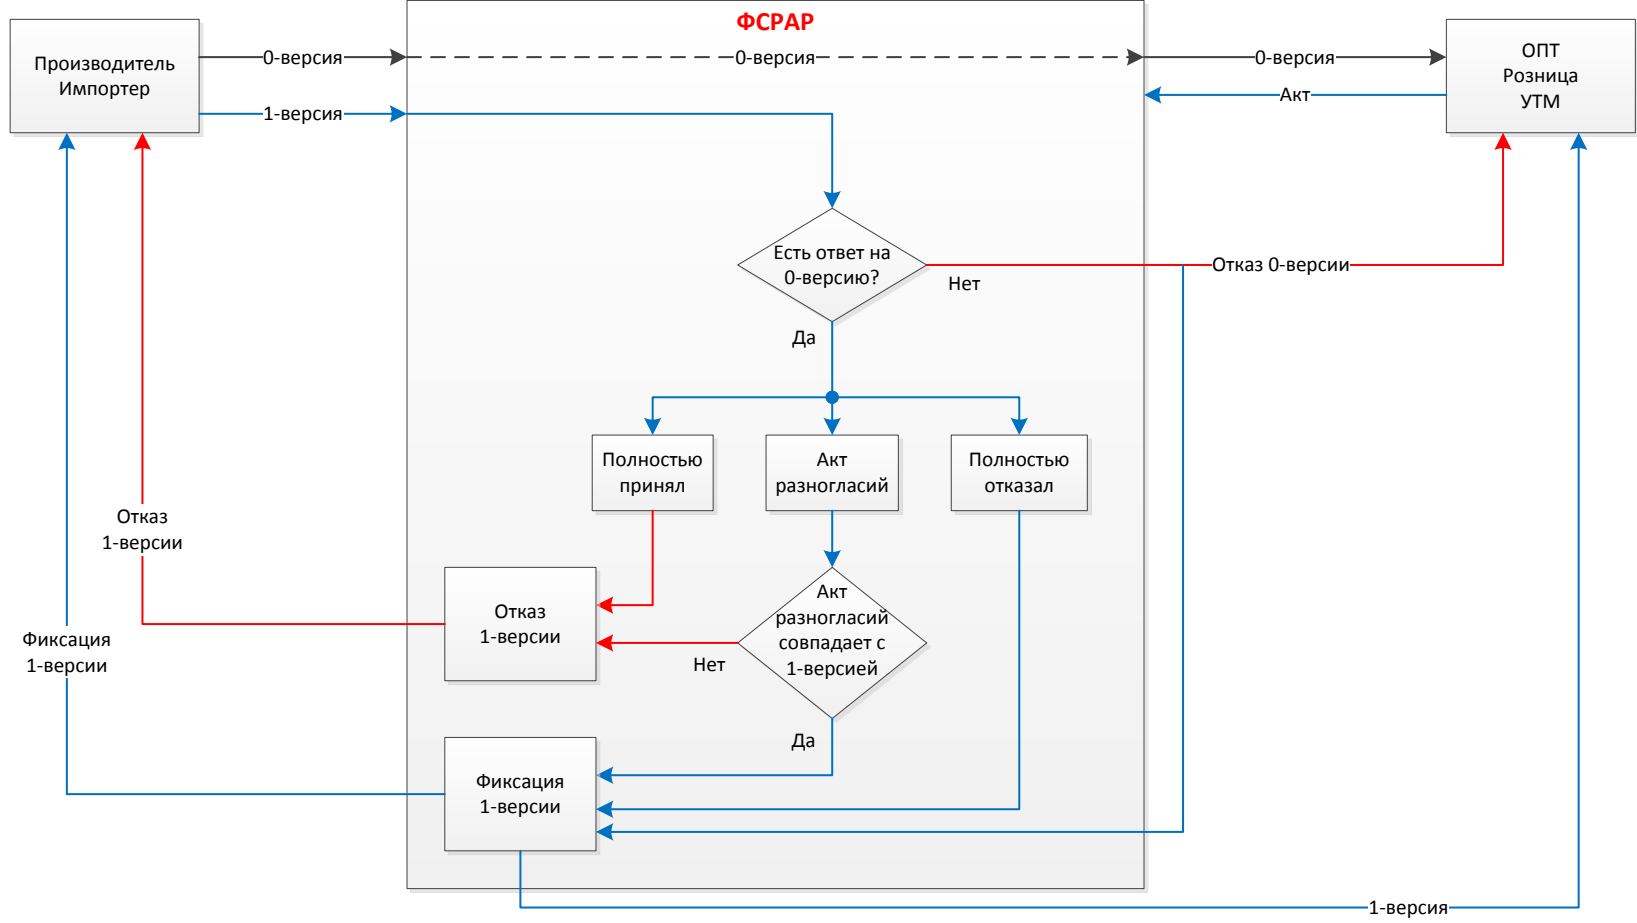 ФСРАР
Производитель
Импортер
0-версия
0-версия
0-версия
ОПТ
Розница
УТМ
Акт
1-версия
Есть ответ на
0-версию?
Нет
Отказ 0-версии
Да
Полностью
принял
Акт
разногласий
Полностью
отказал
Отказ
1-версии
Отказ
1-версии
Акт
разногласий
совпадает с
1-версией
Нет
Фиксация
1-версии
Да
Фиксация
1-версии
1-версия